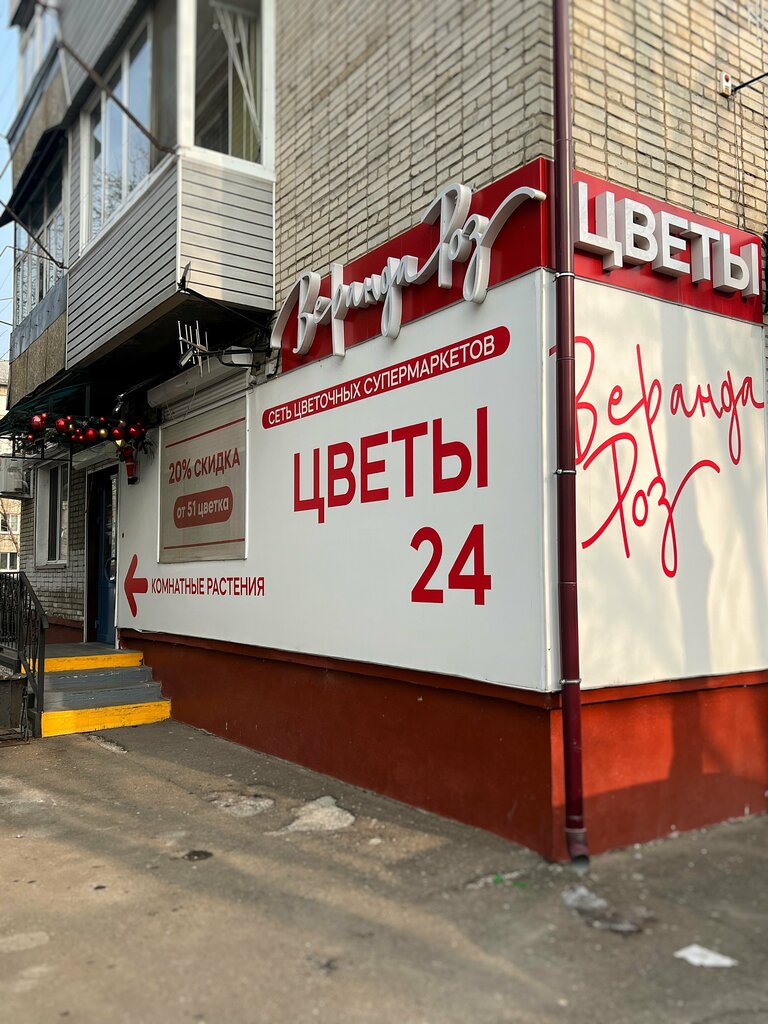 Веранда Роз
ЦВЕТЫ
СЕТЬ ЦВЕТОЧНЫХ СУПЕРМАРКЕТОВ
ЦВЕТЫ
24
20% СКИДКА
от 51 цветка
КОМНАТНЫЕ РАСТЕНИЯ
Веранда
Роз